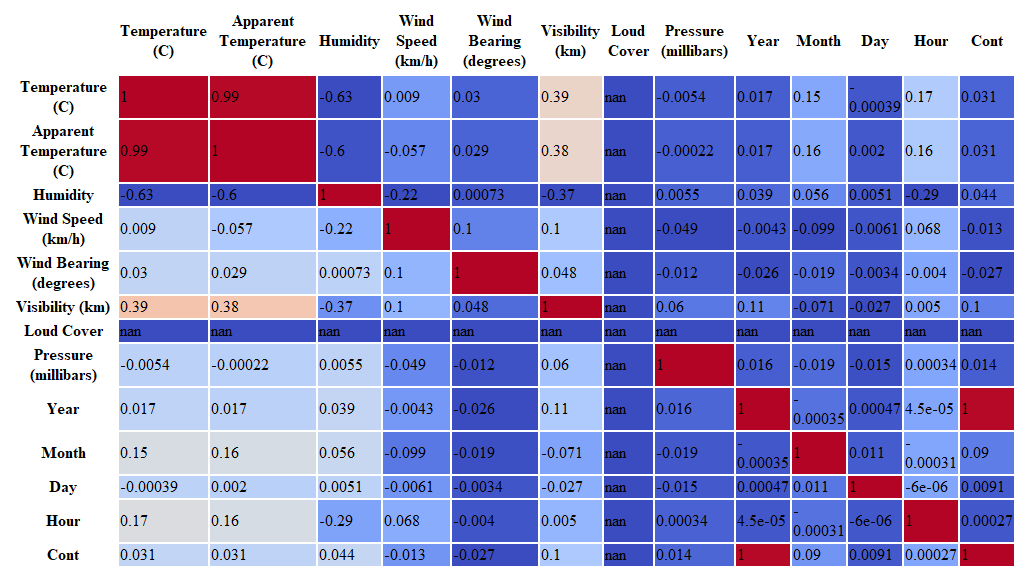 Temperature (C) Apparent Temperature (C) Humidity Wind Speed (km/h) Wind Bearing (degrees) Visibility (km) Loud Cover Pressure (millibars) Year Month Day Hour Cont
Temperature (C) 1 0.99 -0.63 0.009 0.03 0.39 nan -0.0054 0.017 0.15 -0.00039 0.17 0.031
Apparent Temperature (C) 0.99 1 -0.6 -0.057 0.029 0.38 nan -0.00022 0.017 0.16 0.002 0.16 0.031
Humidity -0.63 -0.6 1 -0.22 0.00073 -0.37 nan 0.0055 0.039 0.056 0.0051 -0.29 0.044
Wind Speed (km/h) 0.009 -0.057 -0.22 1 0.1 0.1 nan -0.049 -0.0043 -0.099 -0.0061 0.068 -0.013
Wind Bearing (degrees) 0.03 0.029 0.00073 0.1 1 0.048 nan -0.012 -0.026 -0.019 -0.0034 -0.004 -0.027
Visibility (km) 0.39 0.38 -0.37 0.1 0.048 1 nan 0.06 0.11 -0.071 -0.027 0.005 0.1
Loud Cover nan nan nan nan nan nan nan nan nan nan nan nan nan
Pressure (millibars) -0.0054 -0.00022 0.0055 -0.049 -0.012 0.06 nan 1 0.016 -0.019 -0.015 0.00034 0.014
Year 0.017 0.017 0.039 -0.0043 -0.026 0.11 nan 0.016 1 -0.00035 0.00047 4.5e-05 1
Month 0.15 0.16 0.056 -0.099 -0.019 -0.071 nan -0.019 -0.00035 1 0.011 -0.00031 0.09
Day -0.00039 0.002 0.0051 -0.0061 -0.0034 -0.027 nan -0.015 0.00047 0.011 1 -6e-06 0.0091
Hour 0.17 0.16 -0.29 0.068 -0.004 0.005 nan 0.00034 4.5e-05 -0.00031 -6e-06 1 0.00027
Cont 0.031 0.031 0.044 -0.013 -0.027 0.1 nan 0.014 1 0.09 0.0091 0.00027 1